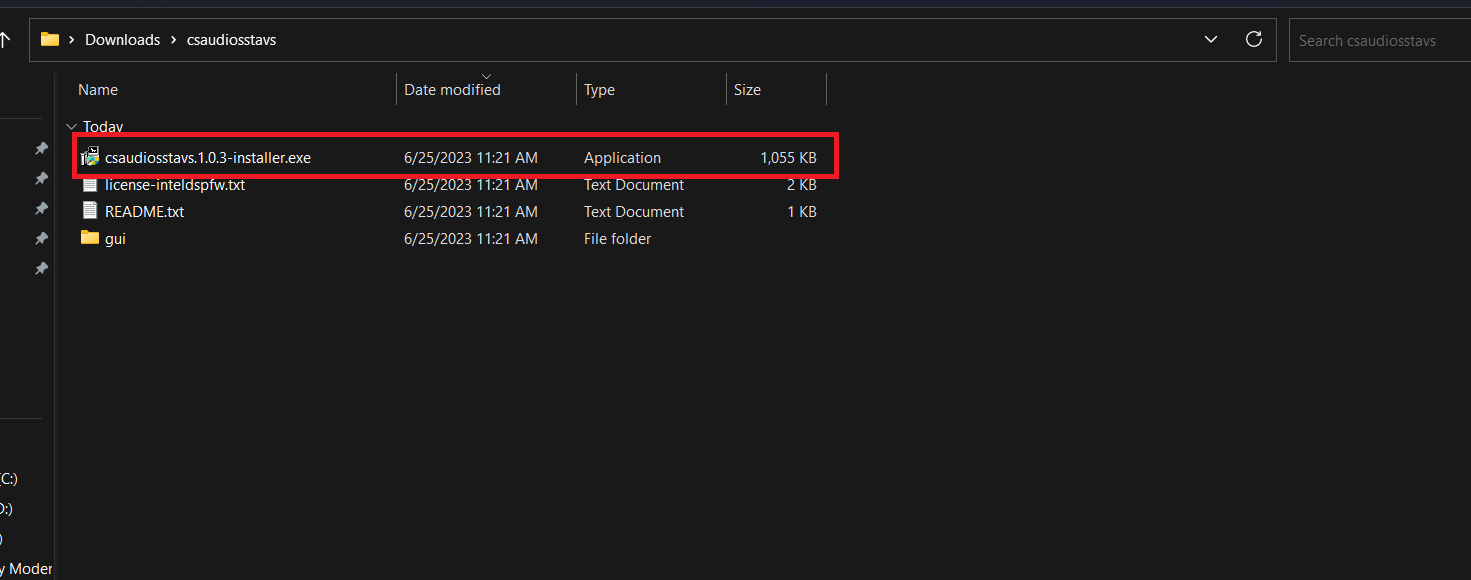 Downloads > csaudiosstavs
Search csaudiosstavs
Name Date modified Type Size
Today
csaudiosstavs.1.0.3-installer.exe 6/25/2023 11:21 AM Application 1,055 KB
license-inteldspfw.txt 6/25/2023 11:21 AM Text Document 2 KB
README.txt 6/25/2023 11:21 AM Text Document 1 KB
gui 6/25/2023 11:21 AM File folder
(C:)
D:)
)
y Moder